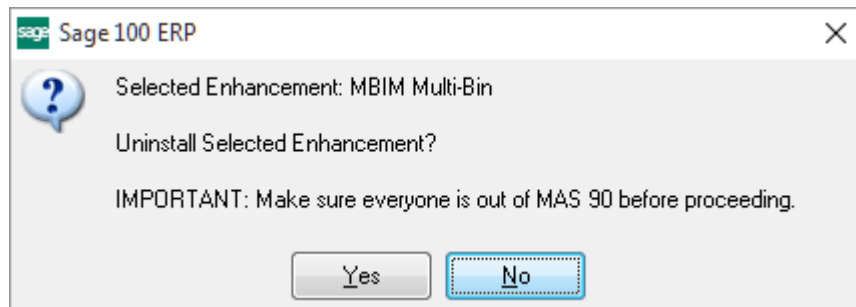 sage Sage 100 ERP
Selected Enhancement: MBIM Multi-Bin
Uninstall Selected Enhancement?
IMPORTANT: Make sure everyone is out of MAS 90 before proceeding.
Yes No